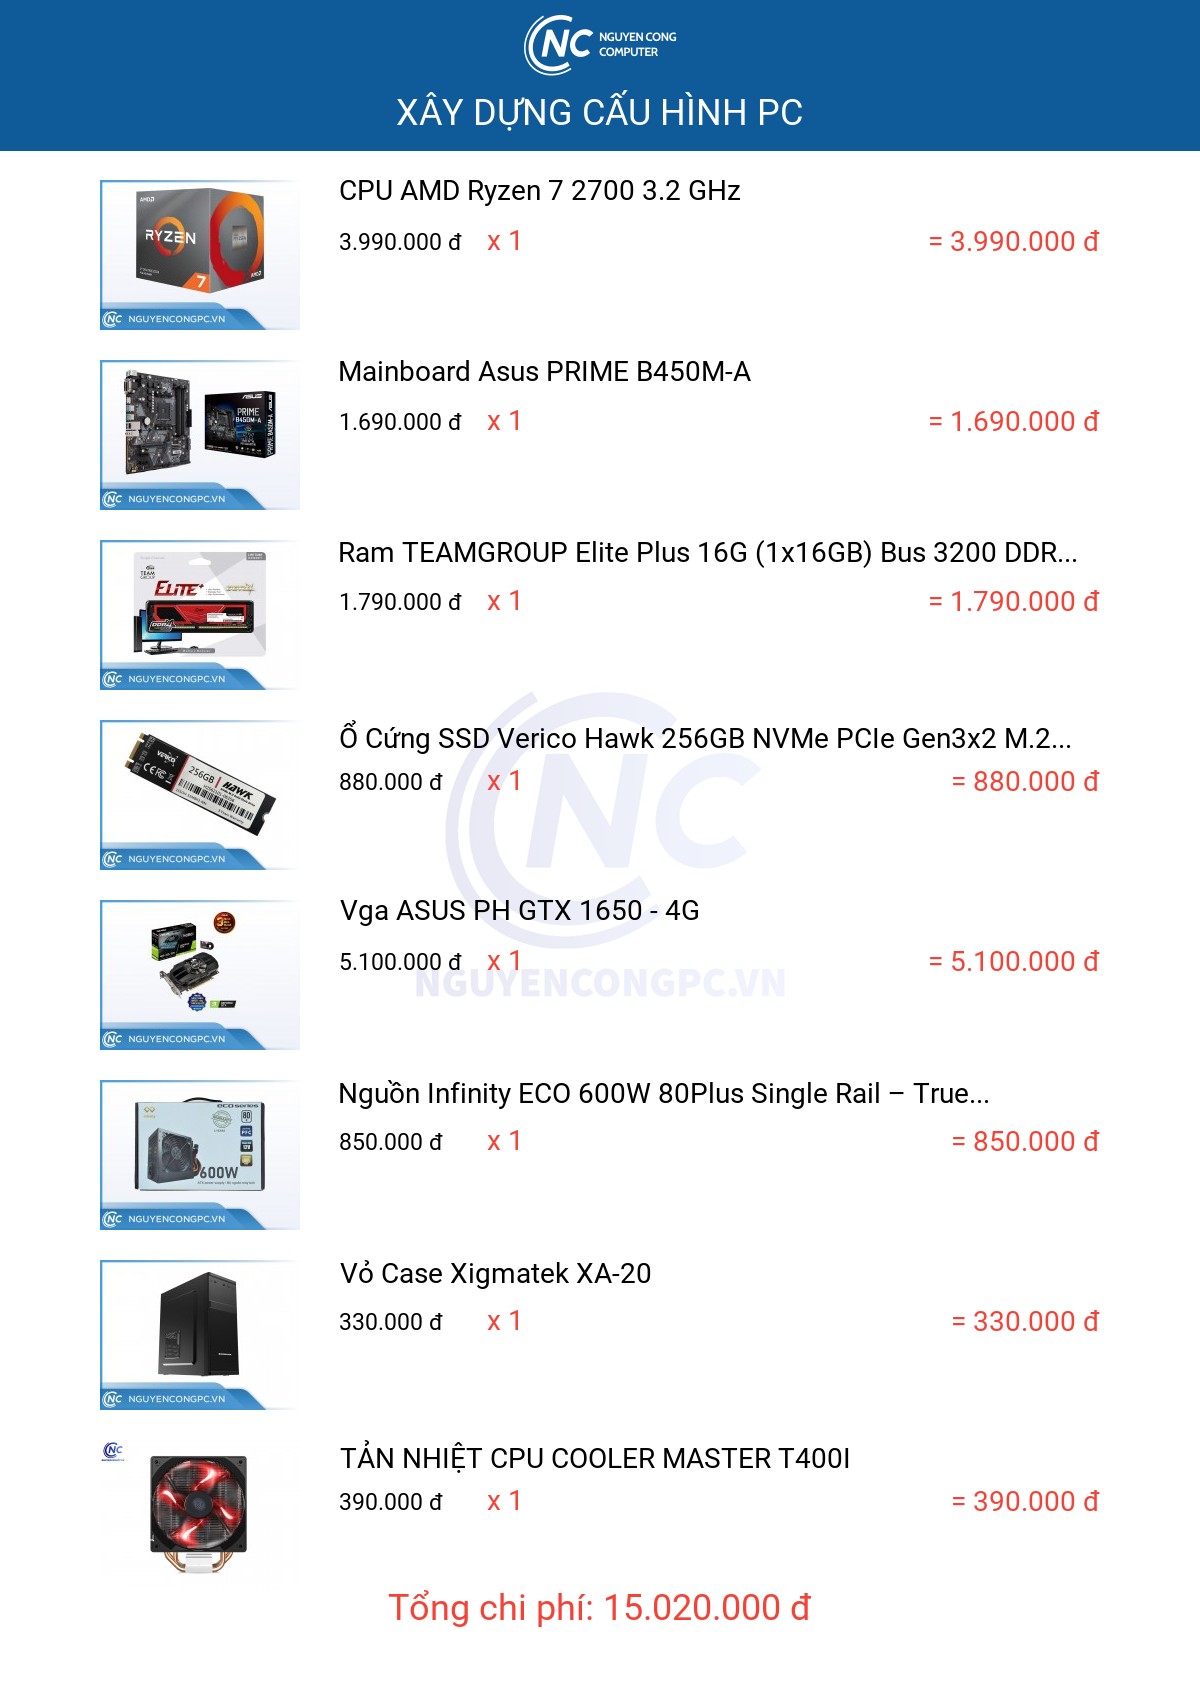 NC NGUYEN CONG
COMPUTER
XÂY DỰNG CẤU HÌNH PC
CPU AMD Ryzen 7 2700 3.2 GHz
3.990.000 đ x 1 = 3.990.000 đ
AMD
RYZEN
7
AMD
NC NGUYENCONGPC.VN
Mainboard Asus PRIME B450M-A
1.690.000 đ x 1 = 1.690.000 đ
ASUS
PRIME
B450M-A
NC NGUYENCONGPC.VN
Ram TEAMGROUP Elite Plus 16G (1x16GB) Bus 3200 DDR...
1.790.000 đ x 1 = 1.790.000 đ
TEAM
GROUP
ELITE+
DDR4
NC NGUYENCONGPC.VN
Ổ Cứng SSD Verico Hawk 256GB NVMe PCIe Gen3x2 M.2...
880.000 đ x 1 = 880.000 đ
VERICO
256GB HAWK
NC NGUYENCONGPC.VN
NC
NGUYENCONGPC.VN
Vga ASUS PH GTX 1650 - 4G
5.100.000 đ x 1 = 5.100.000 đ
3
NC NGUYENCONGPC.VN
Nguồn Infinity ECO 600W 80Plus Single Rail – True...
850.000 đ x 1 = 850.000 đ
eco series
80
PFC
600W
NC NGUYENCONGPC.VN
Vỏ Case Xigmatek XA-20
330.000 đ x 1 = 330.000 đ
NC NGUYENCONGPC.VN
TẢN NHIỆT CPU COOLER MASTER T400I
390.000 đ x 1 = 390.000 đ
NC
Tổng chi phí: 15.020.000 đ